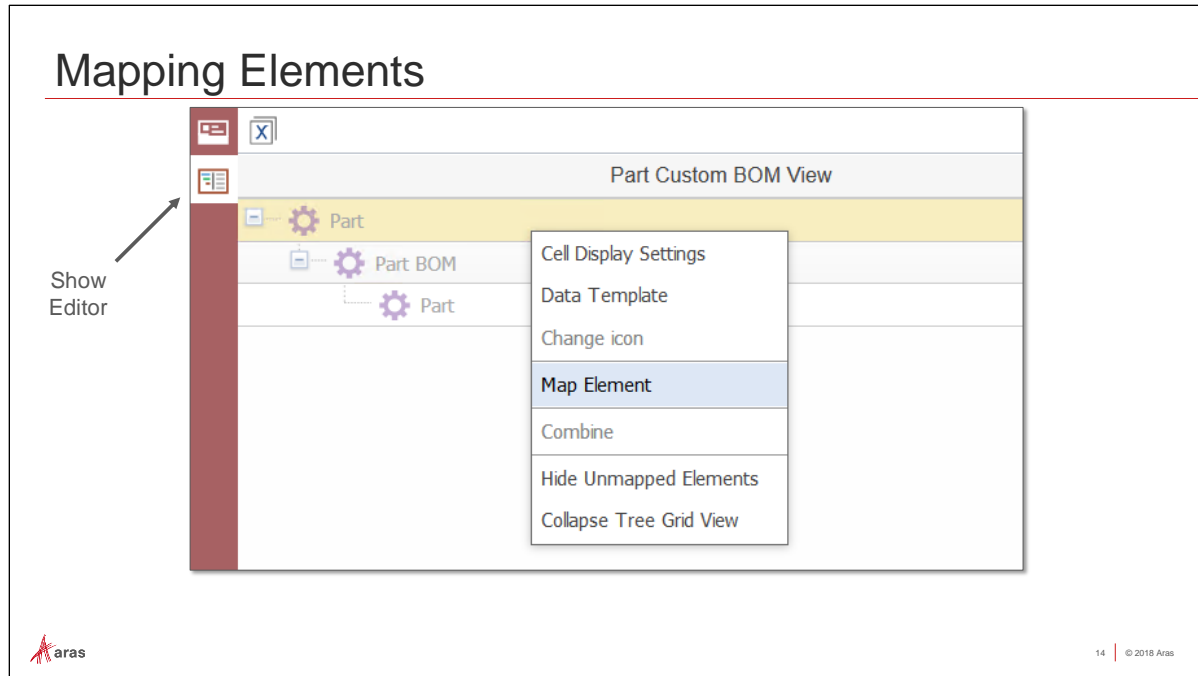 Mapping Elements
X
Part Custom BOM View
Part
Part BOM
Part
Show
Editor
Cell Display Settings
Data Template
Change icon
Map Element
Combine
Hide Unmapped Elements
Collapse Tree Grid View
aras
14 © 2018 Aras